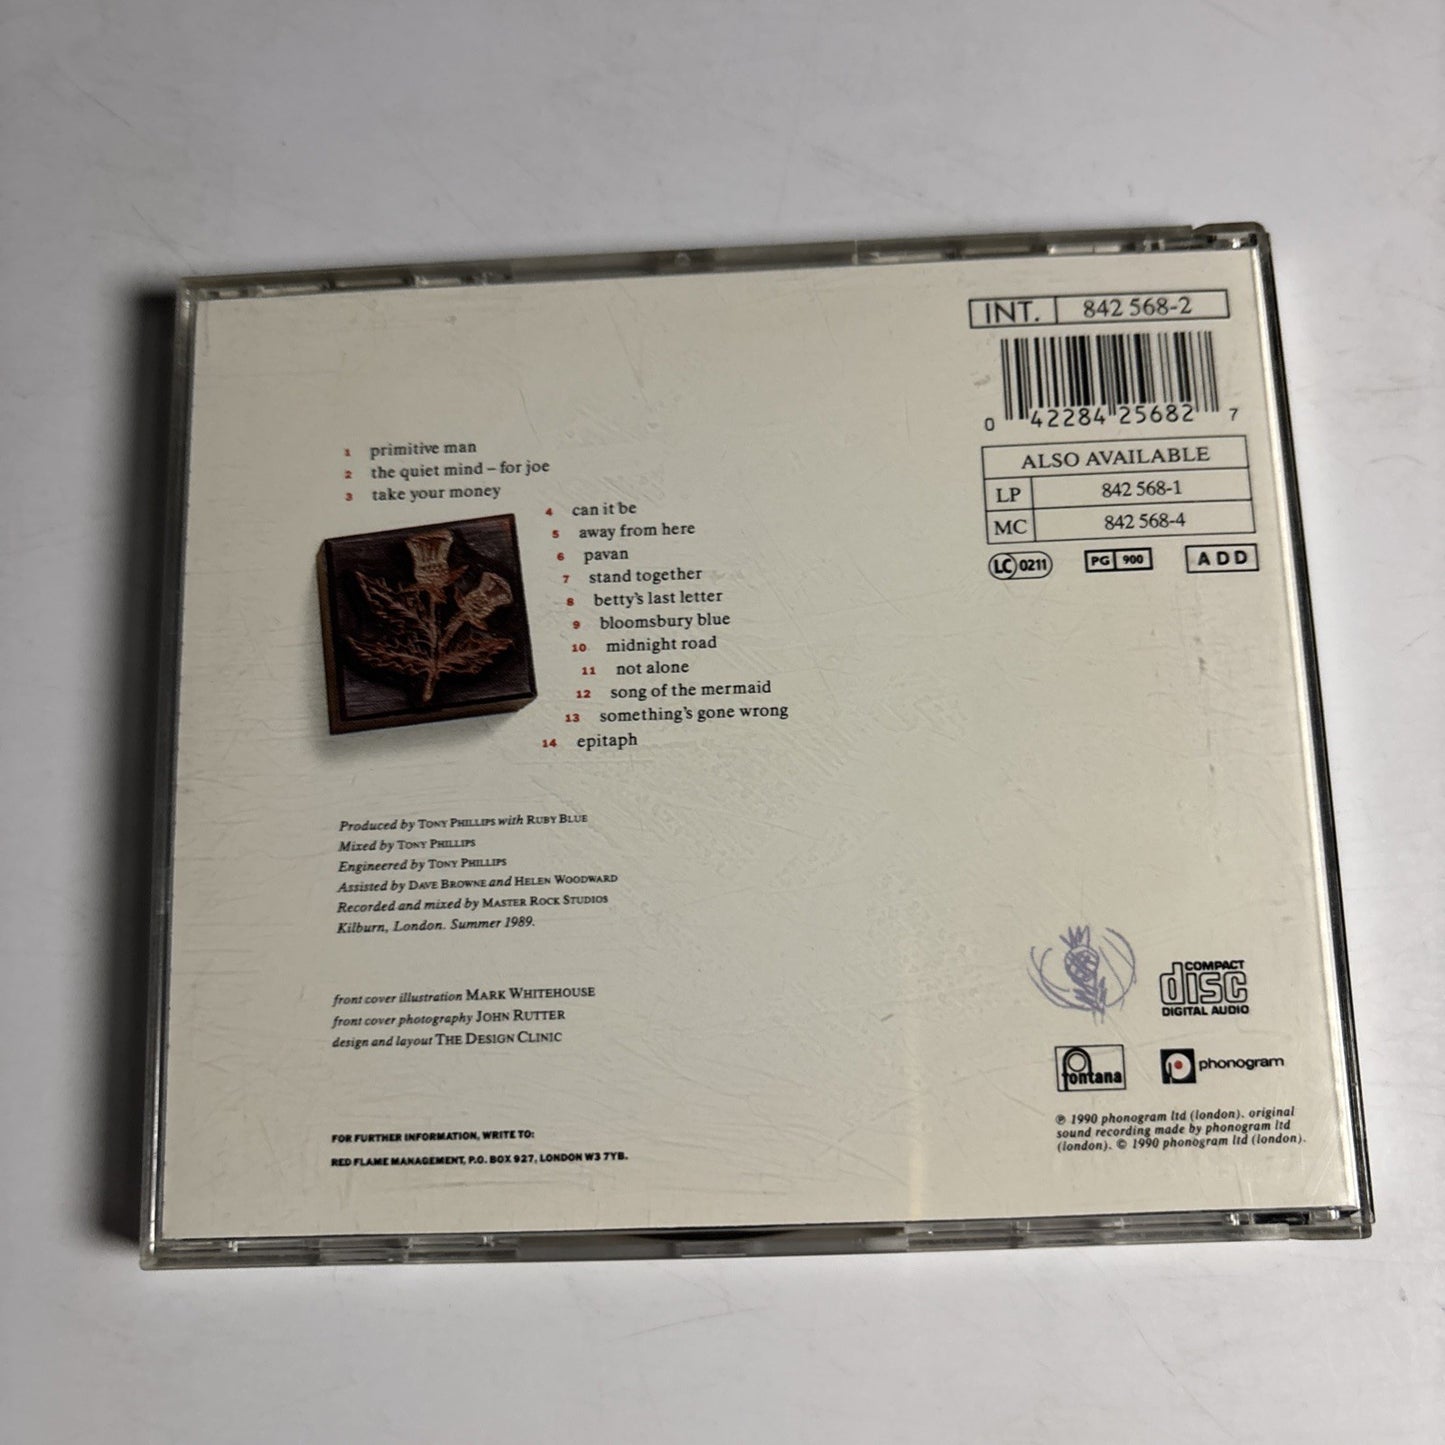 INT. 842 568-2
0 42284 25682 7
ALSO AVAILABLE
LP 842 568-1
MC 842 568-4
LC 0211 PG 900 ADD
1 primitive man
2 the quiet mind – for joe
3 take your money
4 can it be
5 away from here
6 pavan
7 stand together
8 betty's last letter
9 bloomsbury blue
10 midnight road
11 not alone
12 song of the mermaid
13 something's gone wrong
14 epitaph
Produced by TONY PHILLIPS with RUBY BLUE
Mixed by TONY PHILLIPS
Engineered by TONY PHILLIPS
Assisted by DAVE BROWNE and HELEN WOODWARD
Recorded and mixed by MASTER ROCK STUDIOS
Kilburn, London. Summer 1989.
front cover illustration MARK WHITEHOUSE
front cover photography JOHN RUTTER
design and layout THE DESIGN CLINIC
FOR FURTHER INFORMATION, WRITE TO:
RED FLAME MANAGEMENT, P.O. BOX 927, LONDON W3 7YB.
COMPACT
disc
DIGITAL AUDIO
fontana
phonogram
℗ 1990 phonogram ltd (london). original
sound recording made by phonogram ltd
(london). © 1990 phonogram ltd (london).